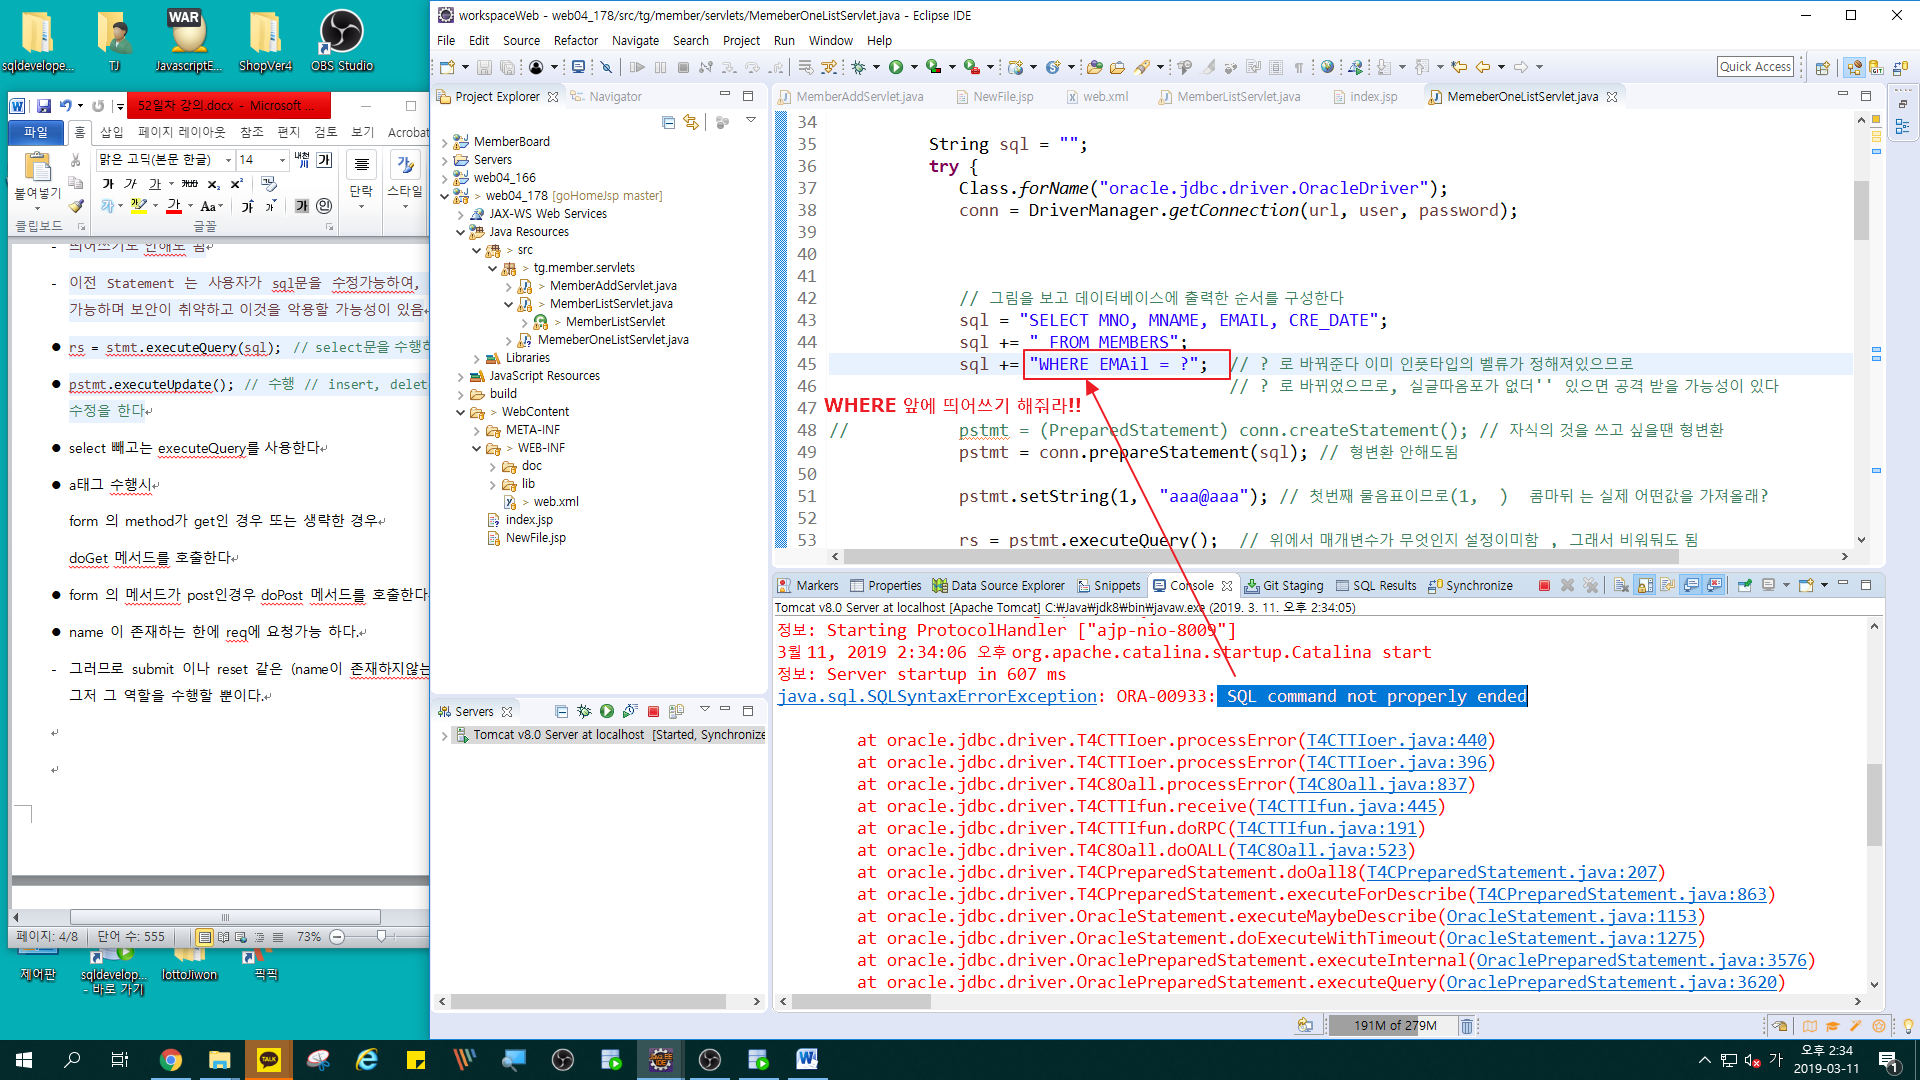 sqldevelope...
TJ
JavascriptE...
ShopVer4
OBS Studio
52일차 강의.docx - Microsoft ...
파일
홈
삽입
페이지 레이아웃
참조
편지
검토
보기
Acrobat
맑은 고딕(본문 한글)
14
붙여넣기
단락
스타일
클립보드
글꼴
- 띄어쓰기도 안해도 됨
- 이전 Statement 는 사용자가 sql문을 수정가능하여,
가능하며 보안이 취약하고 이것을 악용할 가능성이 있음
● rs = stmt.executeQuery(sql); // select문을 수행하
● pstmt.executeUpdate(); // 수행 // insert, delet
수정을 한다
● select 빼고는 executeQuery를 사용한다
● a태그 수행시
form 의 method가 get인 경우 또는 생략한 경우
doGet 메서드를 호출한다
● form 의 메서드가 post인경우 doPost 메서드를 호출한다
● name 이 존재하는 한에 req에 요청가능 하다.
- 그러므로 submit 이나 reset 같은 (name이 존재하지않는
그저 그 역할을 수행할 뿐이다.
페이지: 4/8
단어 수: 555
73%
제어판
sqldevelop... - 바로 가기
lottoJiwon
픽픽
workspaceWeb - web04_178/src/tg/member/servlets/MemeberOneListServlet.java - Eclipse IDE
File Edit Source Refactor Navigate Search Project Run Window Help
Quick Access
Project Explorer
Navigator
MemberBoard
Servers
web04_166
> web04_178 [goHomeJsp master]
JAX-WS Web Services
Java Resources
> src
> tg.member.servlets
> MemberAddServlet.java
> MemberListServlet.java
> MemberListServlet
MemeberOneListServlet.java
Libraries
JavaScript Resources
build
> WebContent
META-INF
> WEB-INF
doc
lib
> web.xml
index.jsp
NewFile.jsp
Servers
Tomcat v8.0 Server at localhost [Started, Synchronize
MemberAddServlet.java
NewFile.jsp
web.xml
MemberListServlet.java
index.jsp
MemeberOneListServlet.java
34
35 String sql = "";
36 try {
37 Class.forName("oracle.jdbc.driver.OracleDriver");
38 conn = DriverManager.getConnection(url, user, password);
39
40
41
42 // 그림을 보고 데이터베이스에 출력한 순서를 구성한다
43 sql = "SELECT MNO, MNAME, EMAIL, CRE_DATE";
44 sql += " FROM MEMBERS";
45 sql += "WHERE EMAil = ?"; // ? 로 바꿔준다 이미 인풋타입의 벨류가 정해져있으므로
46 // ? 로 바뀌었으므로, 실글따옴포가 없더'' 있으면 공격 받을 가능성이 있다
47 WHERE 앞에 띄어쓰기 해줘라!!
48 // pstmt = (PreparedStatement) conn.createStatement(); // 자식의 것을 쓰고 싶을땐 형변환
49 pstmt = conn.prepareStatement(sql); // 형변환 안해도됨
50
51 pstmt.setString(1, "aaa@aaa"); // 첫번째 물음표이므로(1, ) 콤마뒤 는 실제 어떤값을 가져올래?
52
53 rs = pstmt.executeQuery(); // 위에서 매개변수가 무엇인지 설정이미함 , 그래서 비워둬도 됨
Markers
Properties
Data Source Explorer
Snippets
Console
Git Staging
SQL Results
Synchronize
Tomcat v8.0 Server at localhost [Apache Tomcat] C:\Java\jdk8\bin\javaw.exe (2019. 3. 11. 오후 2:34:05)
정보: Starting ProtocolHandler ["ajp-nio-8009"]
3월 11, 2019 2:34:06 오후 org.apache.catalina.startup.Catalina start
정보: Server startup in 607 ms
java.sql.SQLSyntaxErrorException: ORA-00933: SQL command not properly ended
at oracle.jdbc.driver.T4CTTIoer.processError(T4CTTIoer.java:440)
at oracle.jdbc.driver.T4CTTIoer.processError(T4CTTIoer.java:396)
at oracle.jdbc.driver.T4C8Oall.processError(T4C8Oall.java:837)
at oracle.jdbc.driver.T4CTTIfun.receive(T4CTTIfun.java:445)
at oracle.jdbc.driver.T4CTTIfun.doRPC(T4CTTIfun.java:191)
at oracle.jdbc.driver.T4C8Oall.doOALL(T4C8Oall.java:523)
at oracle.jdbc.driver.T4CPreparedStatement.doOall8(T4CPreparedStatement.java:207)
at oracle.jdbc.driver.T4CPreparedStatement.executeForDescribe(T4CPreparedStatement.java:863)
at oracle.jdbc.driver.OracleStatement.executeMaybeDescribe(OracleStatement.java:1153)
at oracle.jdbc.driver.OracleStatement.doExecuteWithTimeout(OracleStatement.java:1275)
at oracle.jdbc.driver.OraclePreparedStatement.executeInternal(OraclePreparedStatement.java:3576)
at oracle.jdbc.driver.OraclePreparedStatement.executeQuery(OraclePreparedStatement.java:3620)
191M of 279M
오후 2:34
2019-03-11